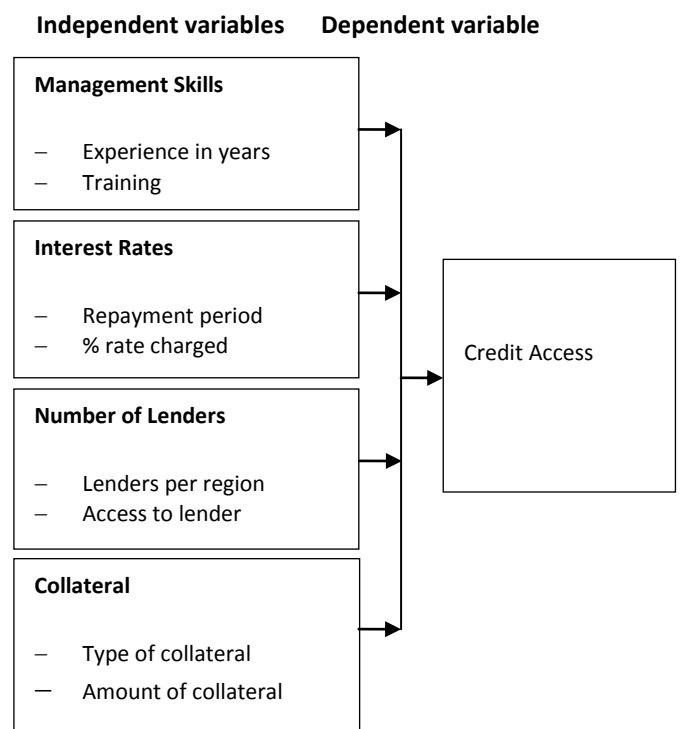 Independent variables Dependent variable
Management Skills
– Experience in years
– Training
Interest Rates
– Repayment period
– % rate charged
Number of Lenders
– Lenders per region
– Access to lender
Collateral
– Type of collateral
– Amount of collateral
Credit Access